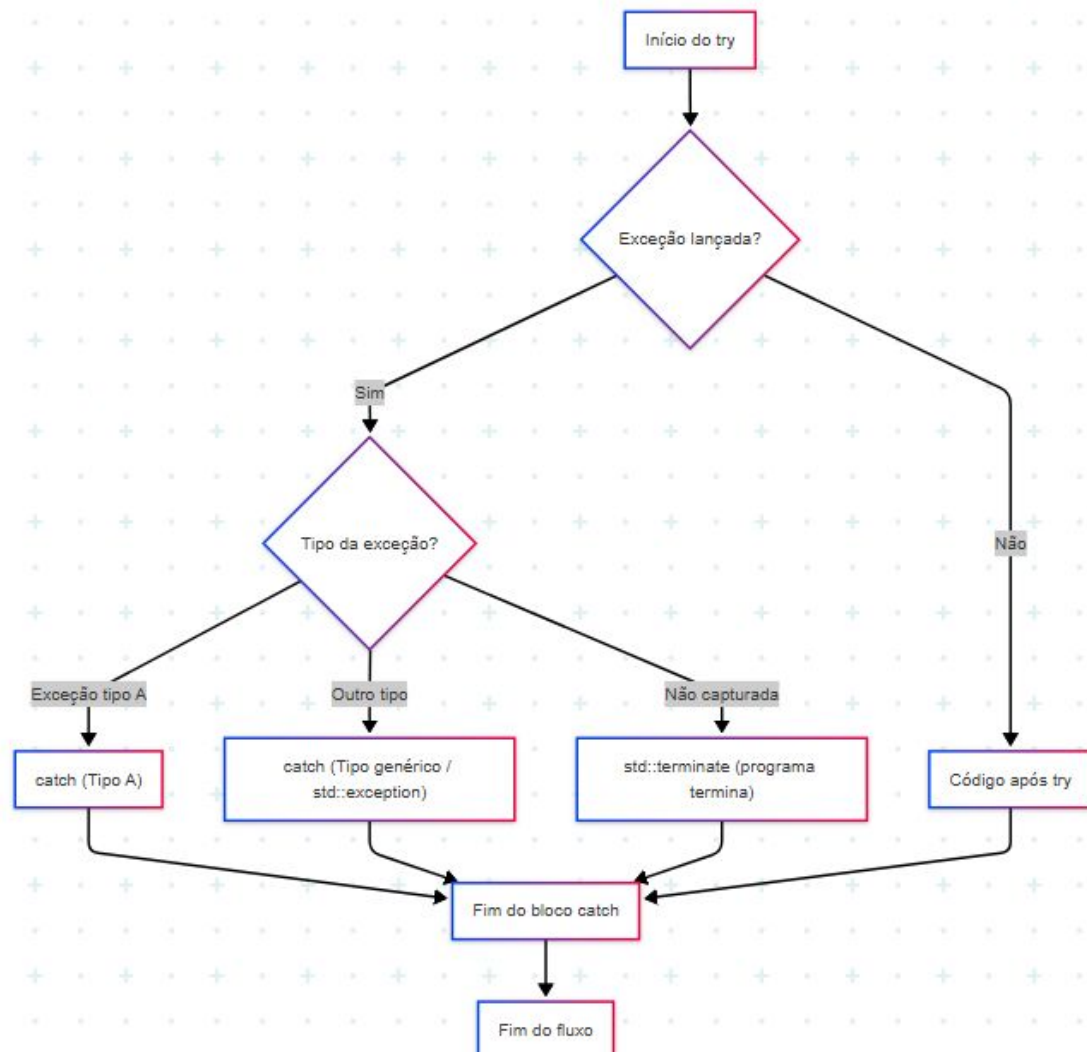 Início do try
Exceção lançada?
Sim
Não
Tipo da exceção?
Exceção tipo A
Outro tipo
Não capturada
catch (Tipo A)
catch (Tipo genérico /
std::exception)
std::terminate (programa
termina)
Código após try
Fim do bloco catch
Fim do fluxo